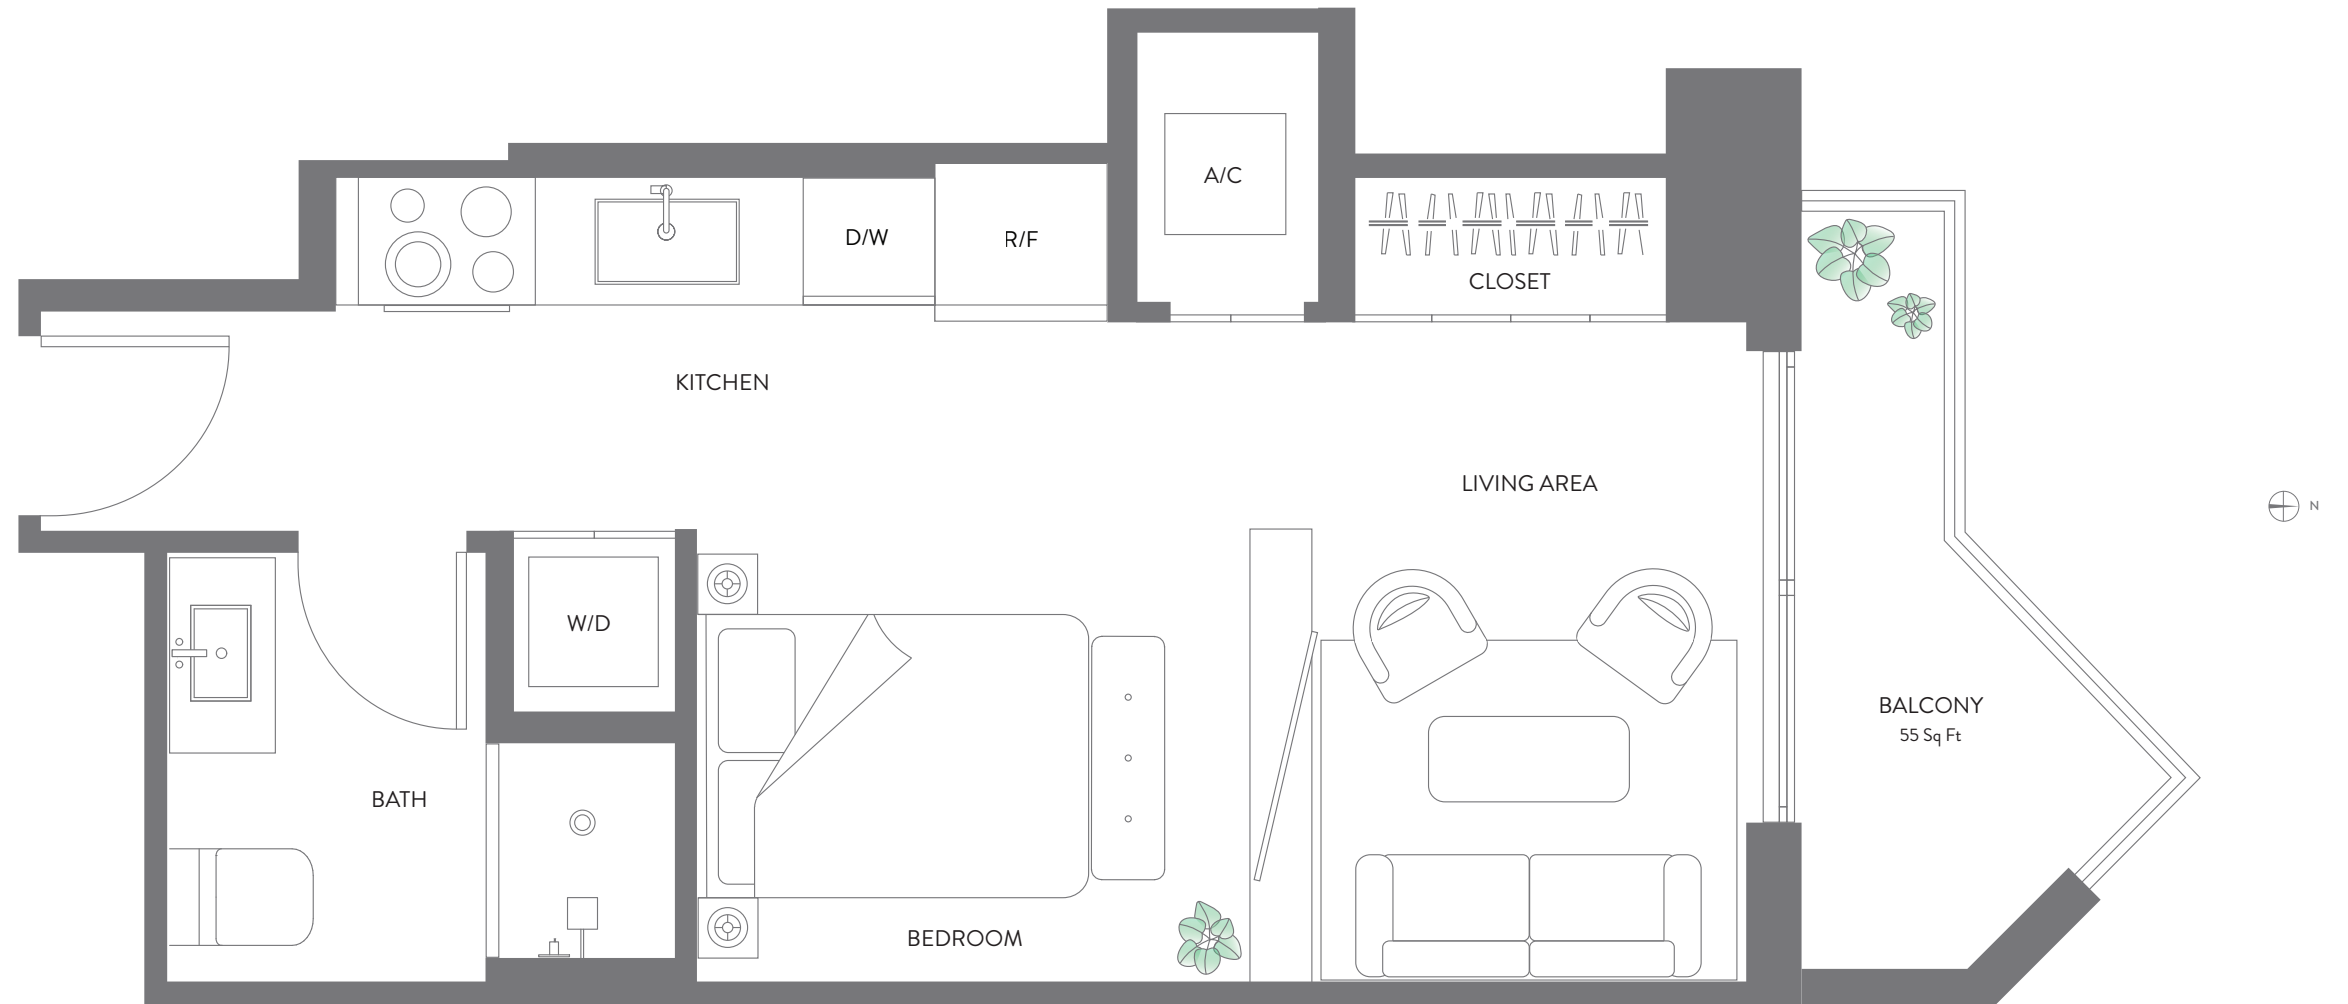 A/C
D/W
R/F
CLOSET
KITCHEN
LIVING AREA
N
W/D
BALCONY
55 Sq Ft
BATH
BEDROOM